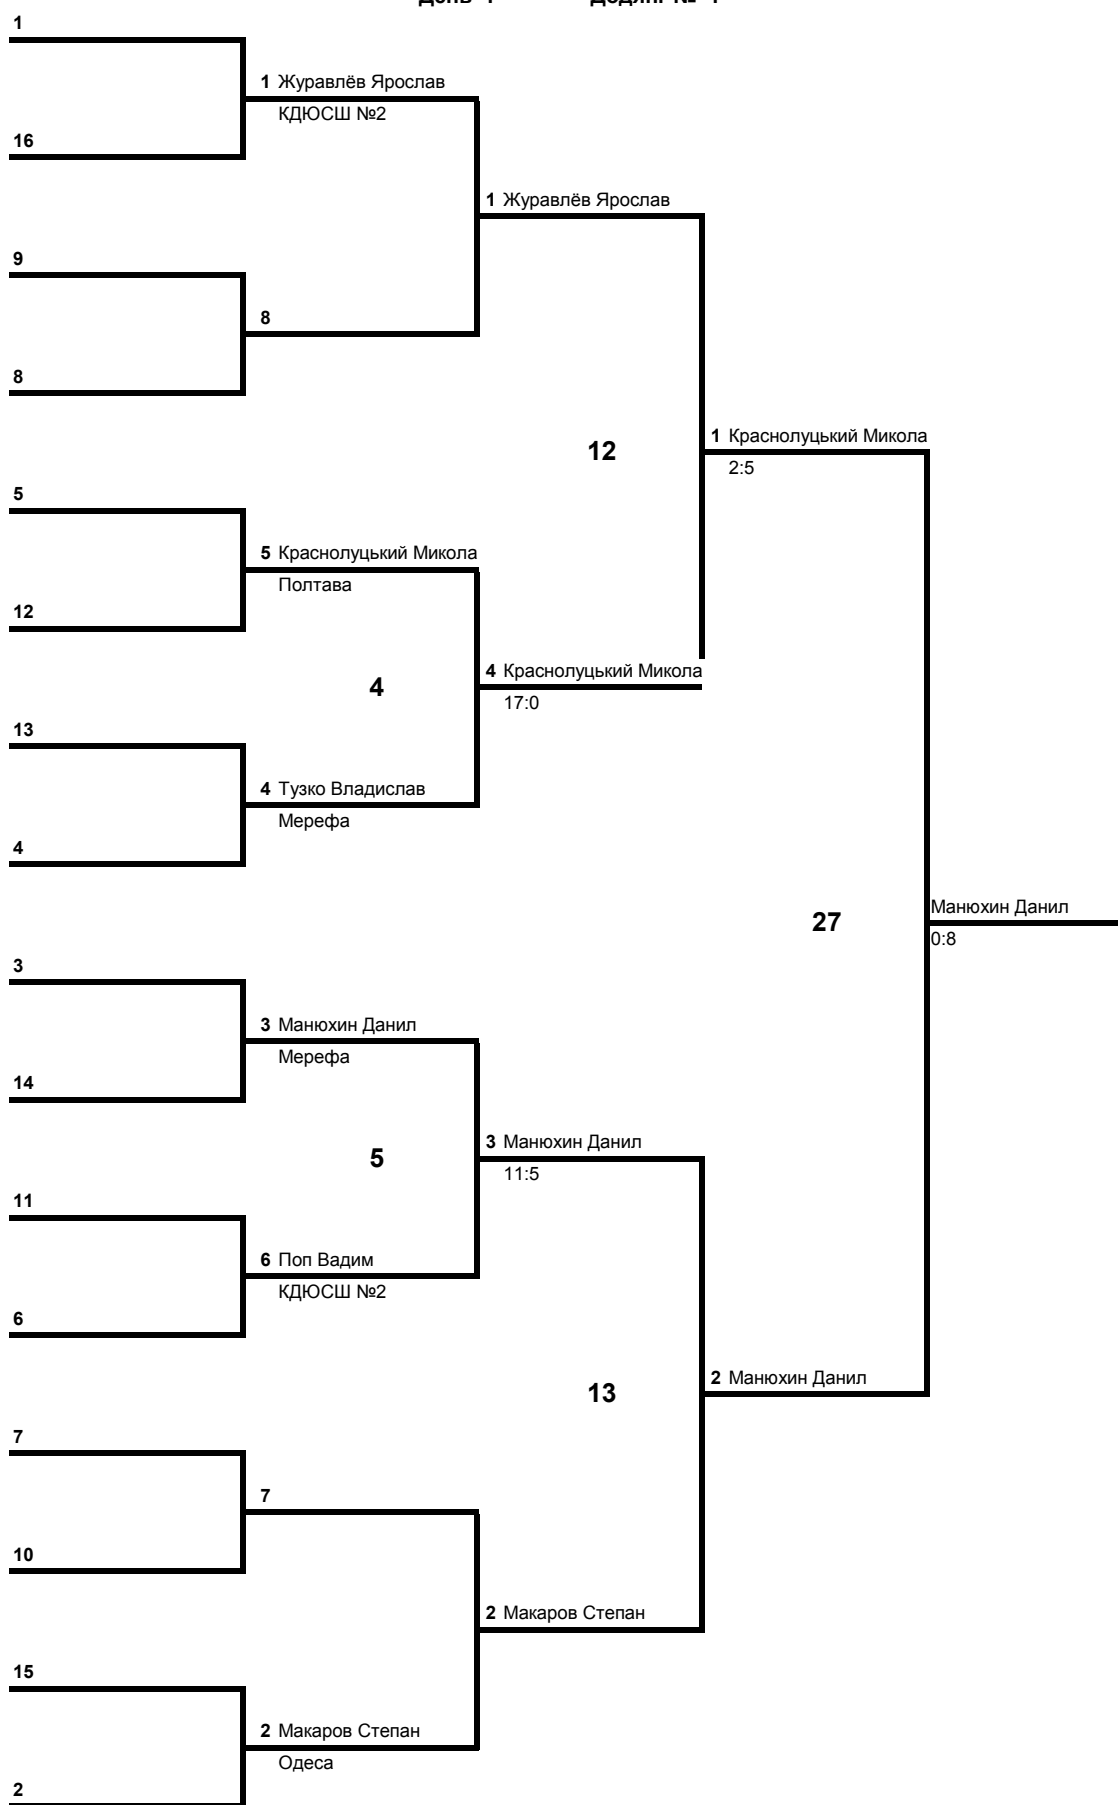 1
1 Журавлёв Ярослав
КДЮСШ №2
16
1 Журавлёв Ярослав
9
8
8
12
1 Краснолуцький Микола
2:5
5
5 Краснолуцький Микола
Полтава
12
4
4 Краснолуцький Микола
17:0
13
4 Тузко Владислав
Мерефа
4
27
Манюхин Данил
0:8
3
3 Манюхин Данил
Мерефа
14
5
3 Манюхин Данил
11:5
11
6 Поп Вадим
КДЮСШ №2
6
13
2 Манюхин Данил
7
7
10
2 Макаров Степан
15
2 Макаров Степан
Одеса
2